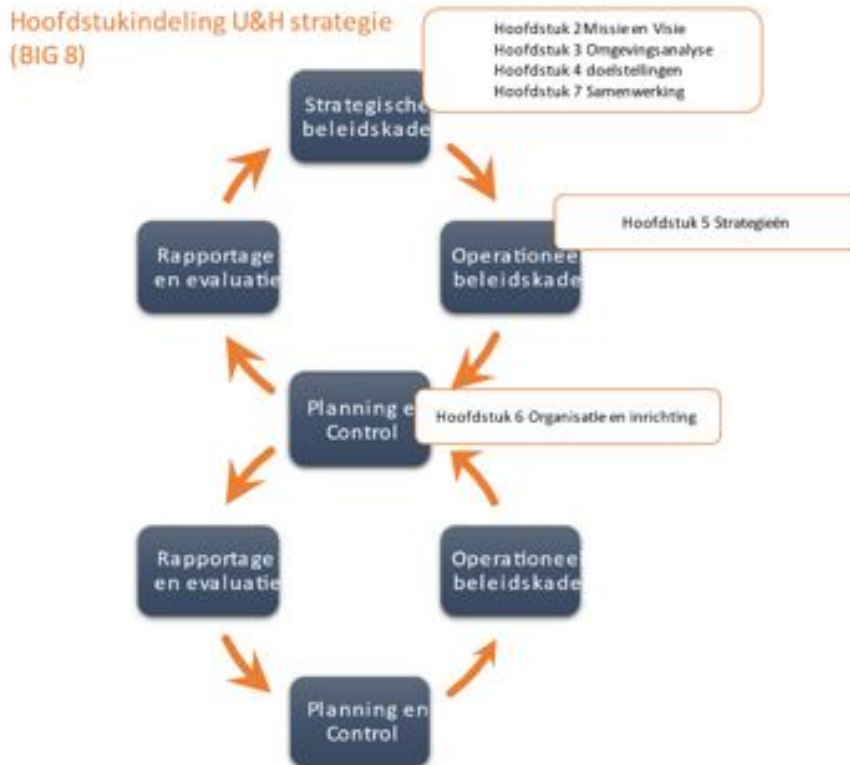 Hoofdstukindeling U&H strategie
(BIG 8)
Hoofdstuk 2 Missie en Visie
Hoofdstuk 3 Omgevingsanalyse
Hoofdstuk 4 doelstellingen
Hoofdstuk 7 Samenwerking
Strategische
beleidskade
Hoofdstuk 5 Strategieën
Rapportage
en evaluatie
Operationee
beleidskade
Planning e
Control
Hoofdstuk 6 Organisatie en inrichting
Rapportage
en evaluatie
Operationee
beleidskade
Planning en
Control